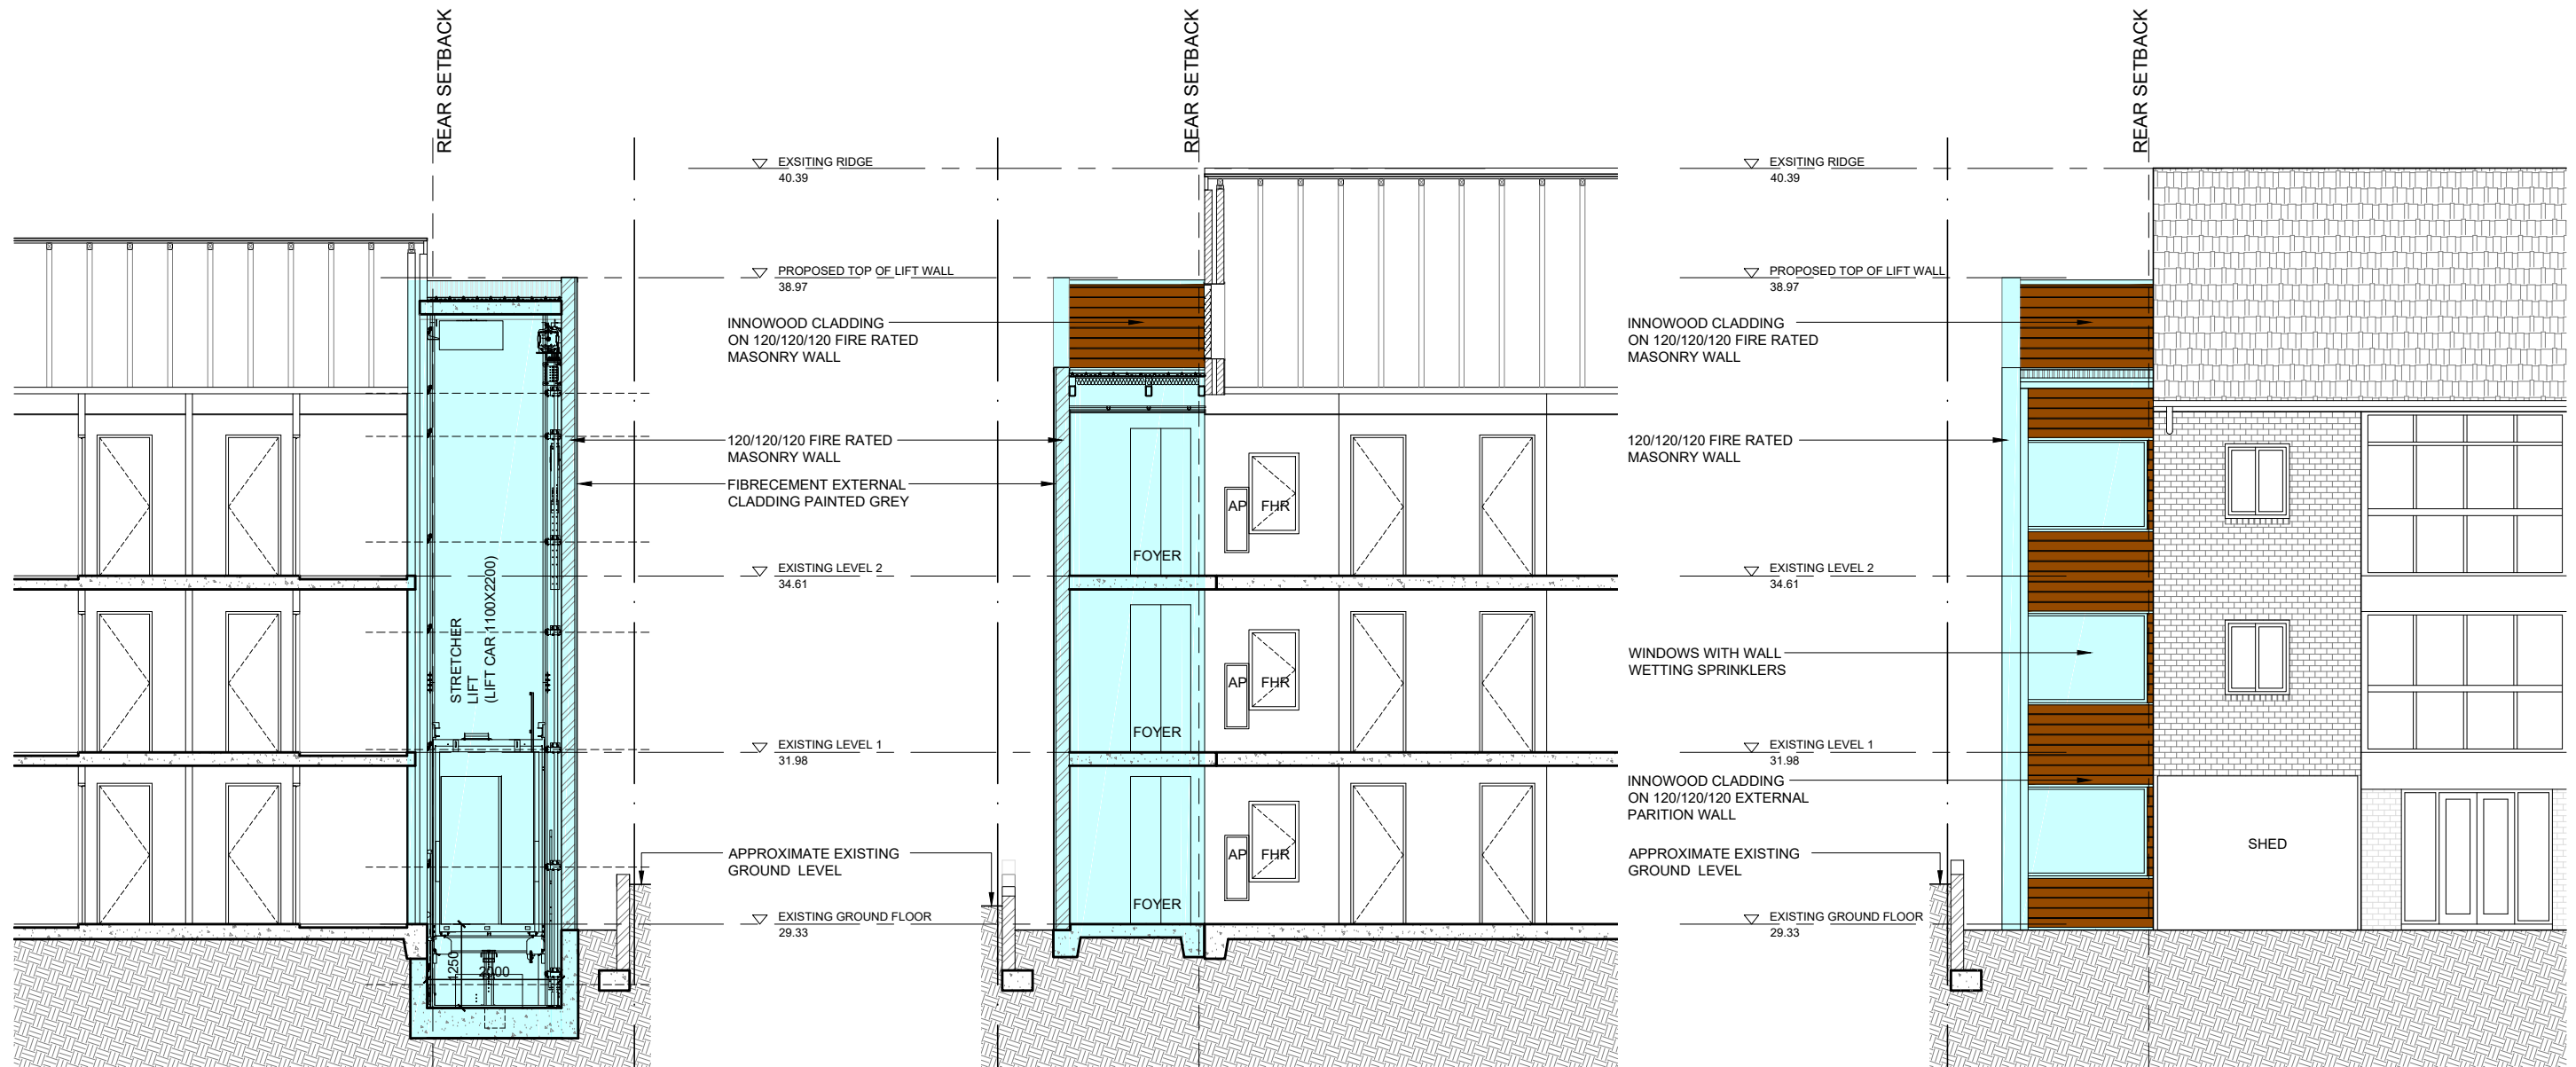 REAR SETBACK
STRETCHER
LIFT
(LIFT CAR 1100X2200)
1250
2000
EXSITING RIDGE
40.39
PROPOSED TOP OF LIFT WALL
38.97
INNOWOOD CLADDING
ON 120/120/120 FIRE RATED
MASONRY WALL
120/120/120 FIRE RATED
MASONRY WALL
FIBRECEMENT EXTERNAL
CLADDING PAINTED GREY
EXISTING LEVEL 2
34.61
EXISTING LEVEL 1
31.98
APPROXIMATE EXISTING
GROUND LEVEL
EXISTING GROUND FLOOR
29.33
REAR SETBACK
AP FHR
FOYER
AP FHR
FOYER
AP FHR
FOYER
EXSITING RIDGE
40.39
PROPOSED TOP OF LIFT WALL
38.97
INNOWOOD CLADDING
ON 120/120/120 FIRE RATED
MASONRY WALL
120/120/120 FIRE RATED
MASONRY WALL
EXISTING LEVEL 2
34.61
WINDOWS WITH WALL
WETTING SPRINKLERS
EXISTING LEVEL 1
31.98
INNOWOOD CLADDING
ON 120/120/120 EXTERNAL
PARITION WALL
APPROXIMATE EXISTING
GROUND LEVEL
EXISTING GROUND FLOOR
29.33
REAR SETBACK
SHED